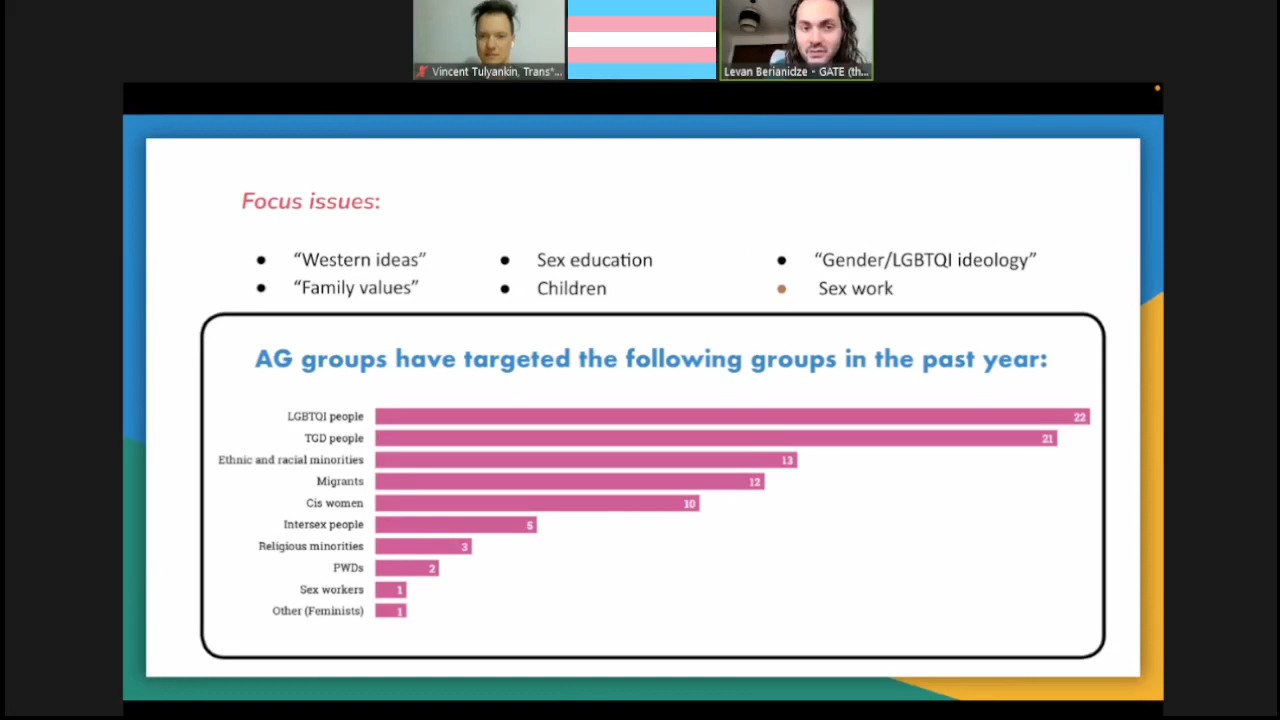 Vincent Tulyankin, Trans*...
Levan Berianidze - GATE (th...
Focus issues:
“Western ideas”
“Family values”
Sex education
Children
“Gender/LGBTQI ideology”
Sex work
AG groups have targeted the following groups in the past year:
LGBTQI people 22
TGD people 21
Ethnic and racial minorities 13
Migrants 12
Cis women 10
Intersex people 5
Religious minorities 3
PWDs 2
Sex workers 1
Other (Feminists) 1